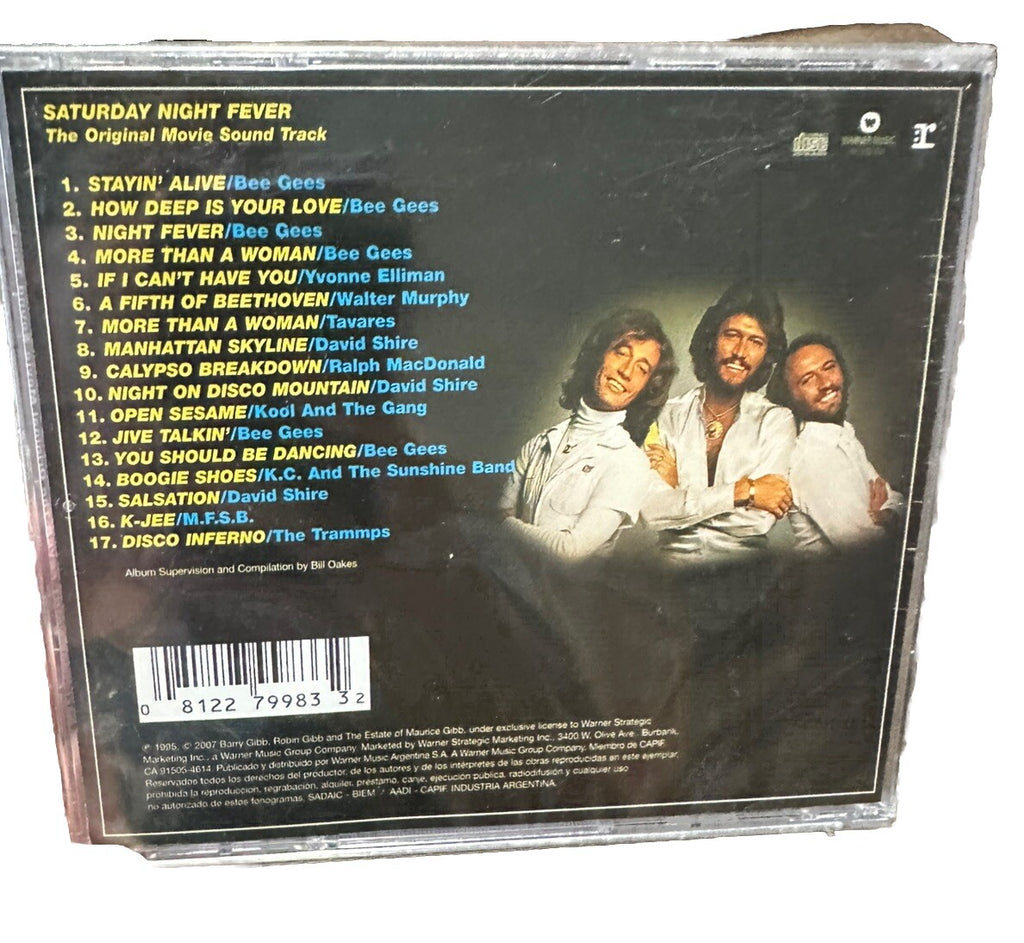 SATURDAY NIGHT FEVER
The Original Movie Sound Track
disc
WARNER MUSIC
r
1. STAYIN' ALIVE/Bee Gees
2. HOW DEEP IS YOUR LOVE/Bee Gees
3. NIGHT FEVER/Bee Gees
4. MORE THAN A WOMAN/Bee Gees
5. IF I CAN'T HAVE YOU/Yvonne Elliman
6. A FIFTH OF BEETHOVEN/Walter Murphy
7. MORE THAN A WOMAN/Tavares
8. MANHATTAN SKYLINE/David Shire
9. CALYPSO BREAKDOWN/Ralph MacDonald
10. NIGHT ON DISCO MOUNTAIN/David Shire
11. OPEN SESAME/Kool And The Gang
12. JIVE TALKIN'/Bee Gees
13. YOU SHOULD BE DANCING/Bee Gees
14. BOOGIE SHOES/K.C. And The Sunshine Band
15. SALSATION/David Shire
16. K-JEE/M.F.S.B.
17. DISCO INFERNO/The Trammps
Album Supervision and Compilation by Bill Oakes
0 81227 99833 2
℗ 1995, © 2007 Barry Gibb, Robin Gibb and The Estate of Maurice Gibb, under exclusive license to Warner Strategic
Marketing Inc., a Warner Music Group Company. Marketed by Warner Strategic Marketing Inc., 3400 W. Olive Ave. Burbank,
CA 91505-4614. Publicado y distribuido por Warner Music Argentina S.A. A Warner Music Group Company. Miembro de CAPIF.
Reservados todos los derechos del productor, de los autores y de los intérpretes de las obras reproducidas en este ejemplar,
prohibida la reproducción, regrabación, alquiler, préstamo, canje, ejecución pública, radiodifusión y cualquier uso
no autorizado de estos fonogramas. SADAIC - BIEM / AADI - CAPIF. INDUSTRIA ARGENTINA.